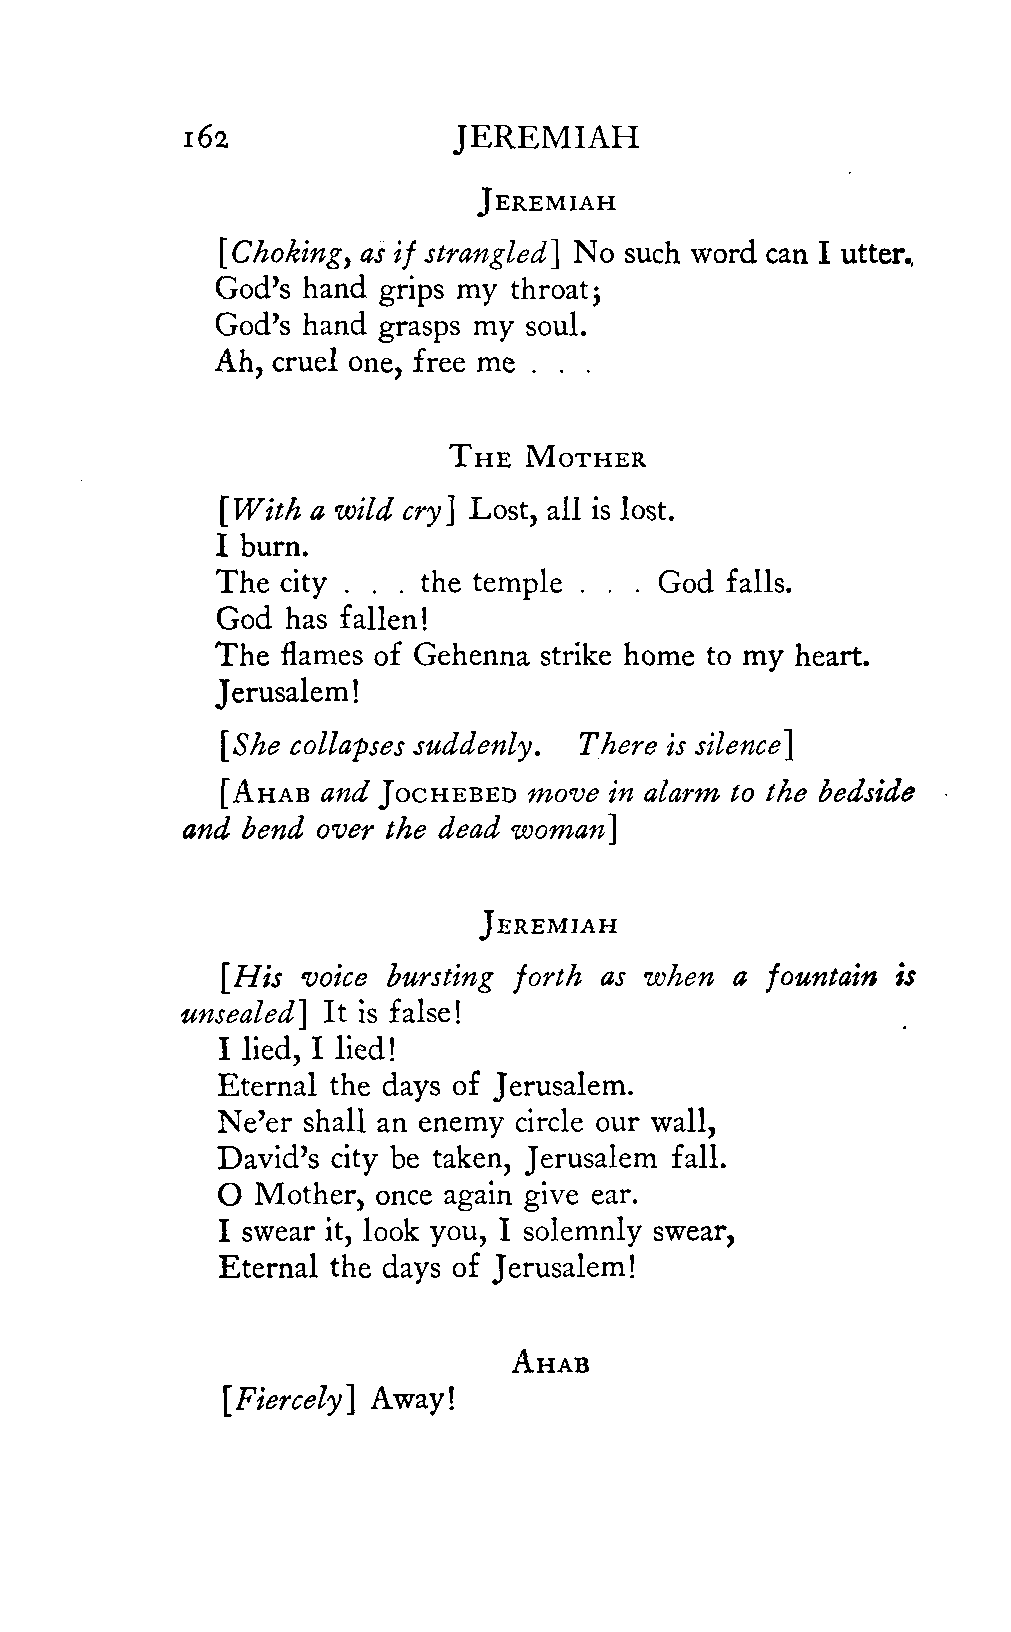 162 JEREMIAH
JEREMIAH
[Choking, as if strangled] No such word can I utter.
God's hand grips my throat;
God's hand grasps my soul.
Ah, cruel one, free me . . .
THE MOTHER
[With a wild cry] Lost, all is lost.
I burn.
The city . . . the temple . . . God falls.
God has fallen!
The flames of Gehenna strike home to my heart.
Jerusalem!
[She collapses suddenly. There is silence]
[AHAB and JOCHEBED move in alarm to the bedside
and bend over the dead woman]
JEREMIAH
[His voice bursting forth as when a fountain is
unsealed] It is false!
I lied, I lied!
Eternal the days of Jerusalem.
Ne'er shall an enemy circle our wall,
David's city be taken, Jerusalem fall.
O Mother, once again give ear.
I swear it, look you, I solemnly swear,
Eternal the days of Jerusalem!
AHAB
[Fiercely] Away!